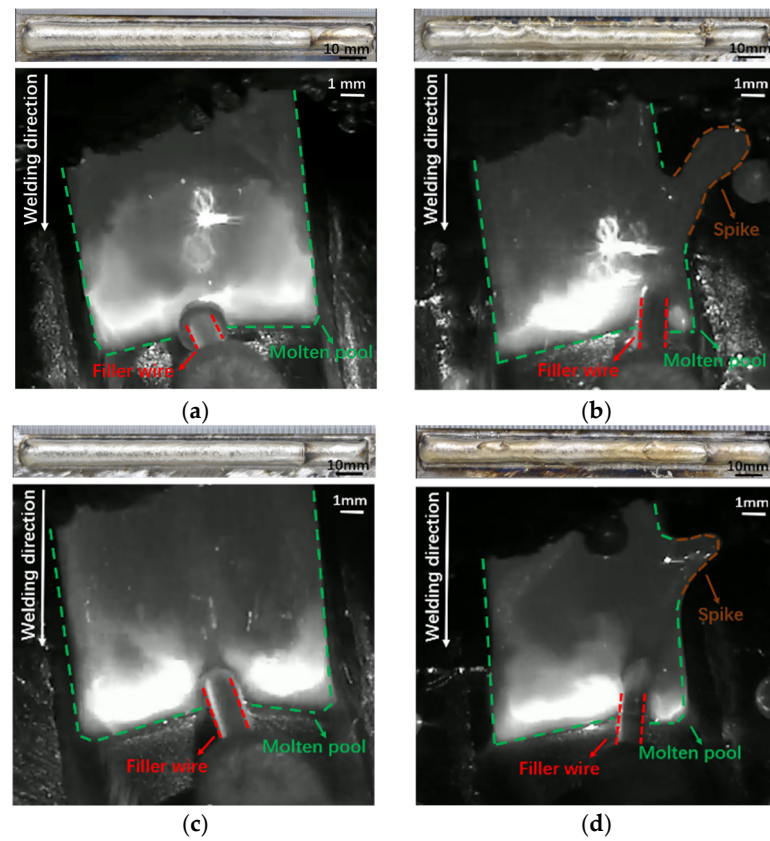 10 mm
1 mm
Welding direction
Filler wire
Molten pool
(a)
10mm
1mm
Welding direction
Spike
Filler wire
Molten pool
(b)
10mm
1mm
Welding direction
Molten pool
Filler wire
(c)
10mm
1mm
Welding direction
Spike
Filler wire
Molten pool
(d)